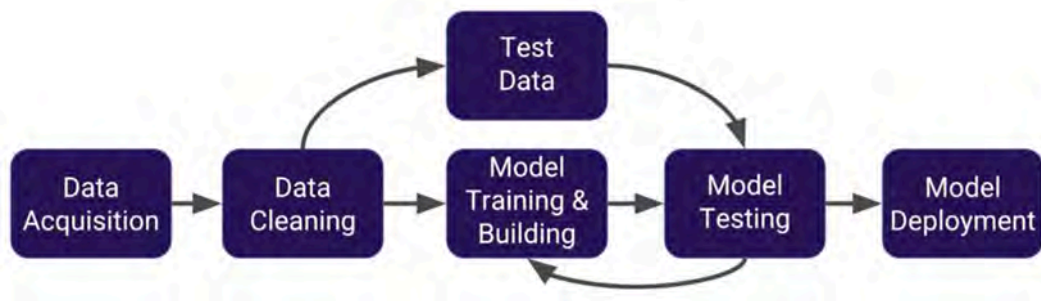 Test
Data
Data
Acquisition
Data
Cleaning
Model
Training &
Building
Model
Testing
Model
Deployment